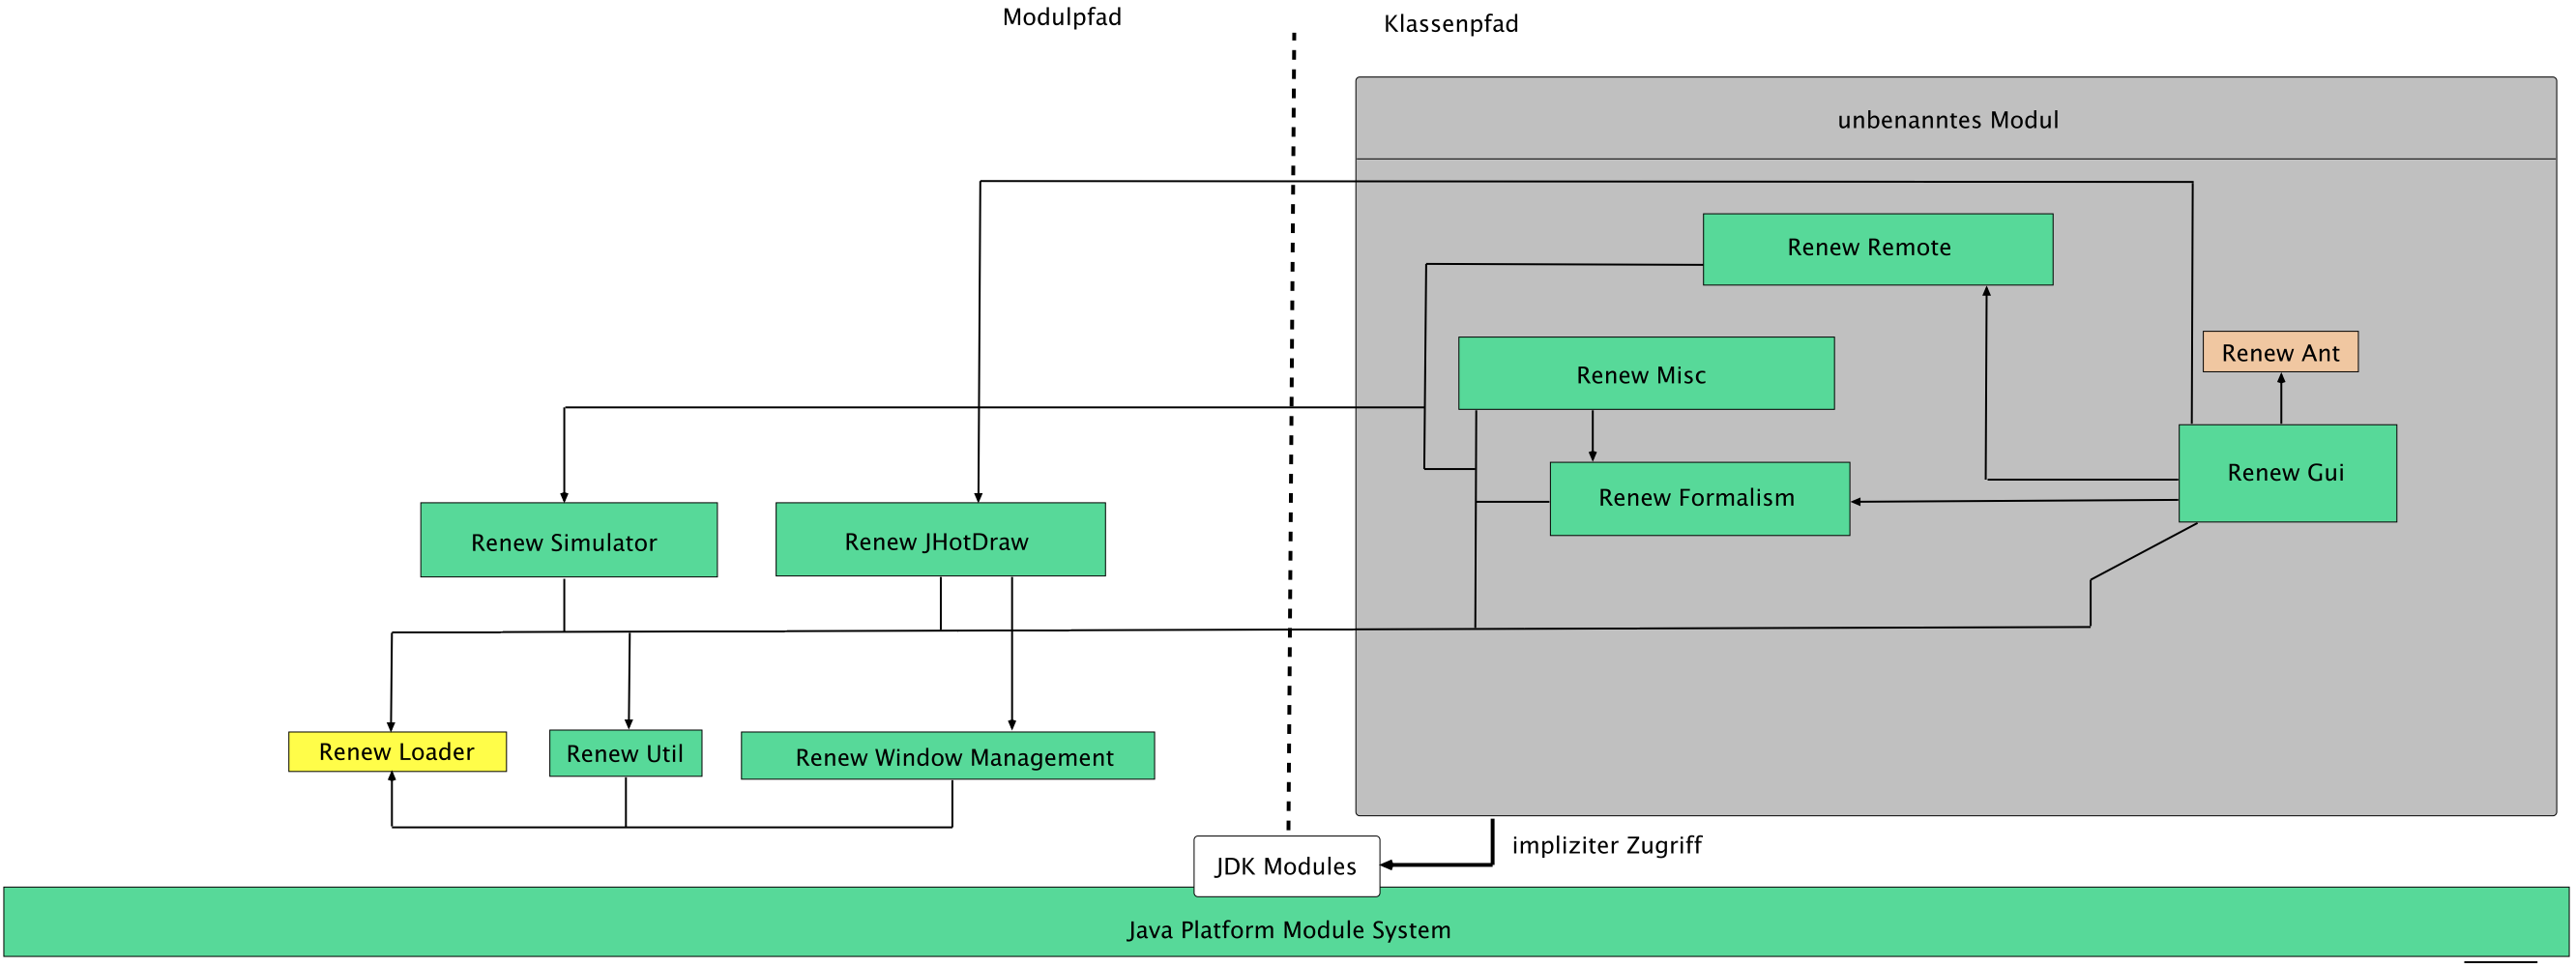 Modulpfad
Klassenpfad
unbenanntes Modul
Renew Remote
Renew Ant
Renew Misc
Renew Gui
Renew Formalism
Renew Simulator
Renew JHotDraw
Renew Loader
Renew Util
Renew Window Management
impliziter Zugriff
JDK Modules
Java Platform Module System